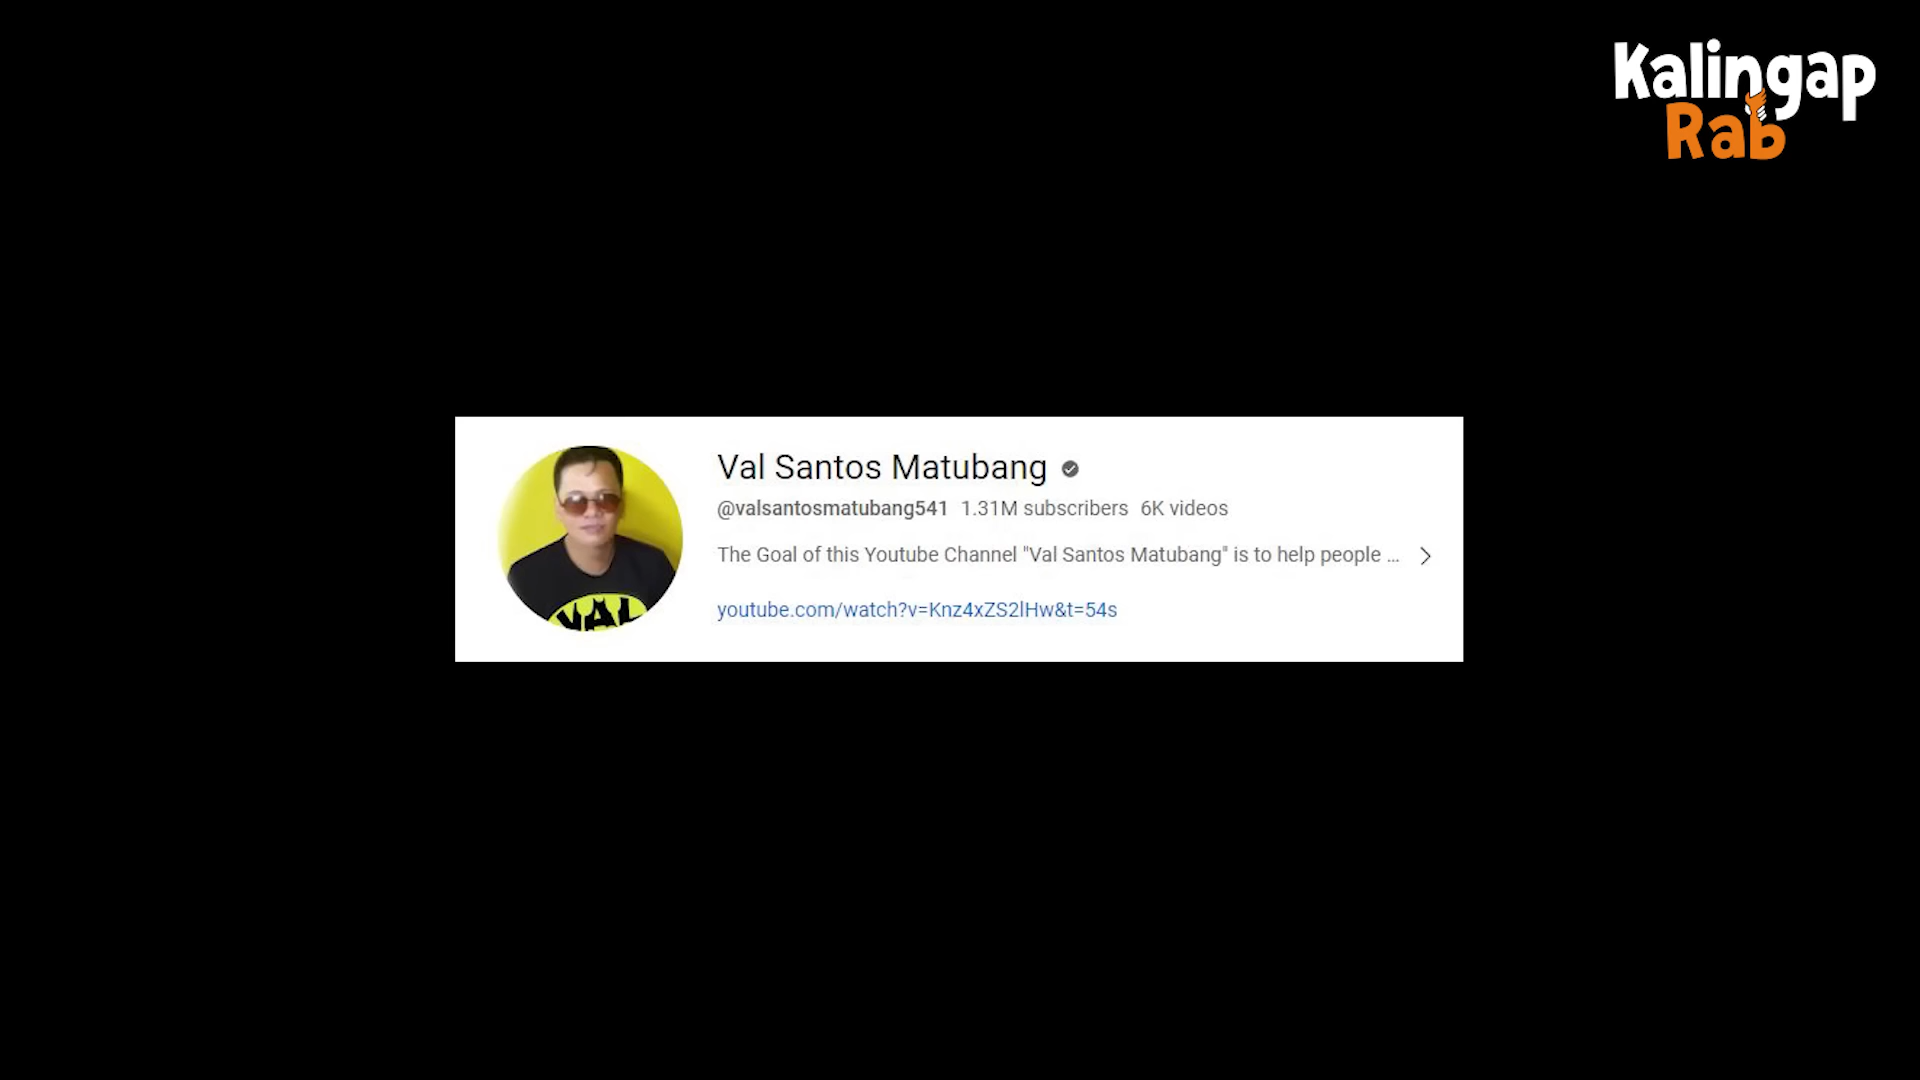 Kalingap
Rab
Val Santos Matubang
@valsantosmatubang541 1.31M subscribers 6K videos
The Goal of this Youtube Channel "Val Santos Matubang" is to help people ...
youtube.com/watch?v=Knz4xZS2lHw&t=54s
VAL